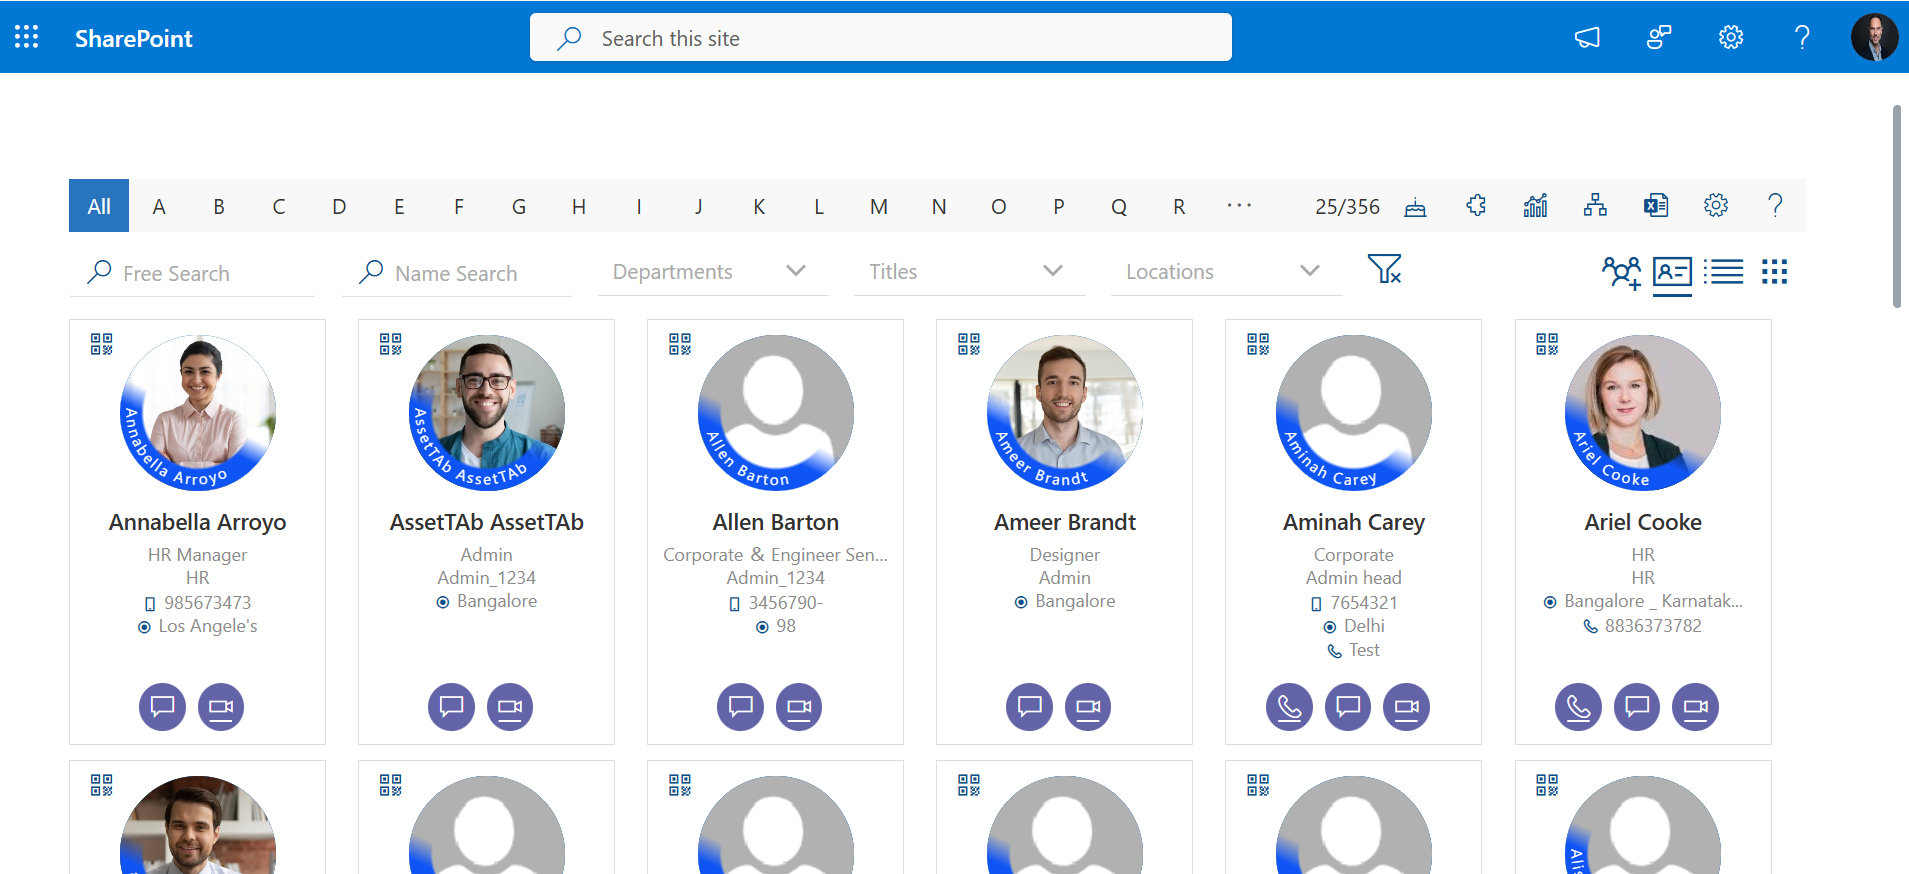 SharePoint
Search this site
All A B C D E F G H I J K L M N O P Q R ··· 25/356
Free Search
Name Search
Departments
Titles
Locations
Annabella Arroyo
Annabella Arroyo
HR Manager
HR
985673473
Los Angele's
AssetTAb AssetTAb
AssetTAb AssetTAb
Admin
Admin_1234
Bangalore
Allen Barton
Allen Barton
Corporate & Engineer Sen...
Admin_1234
3456790-
98
Ameer Brandt
Ameer Brandt
Designer
Admin
Bangalore
Aminah Carey
Aminah Carey
Corporate
Admin head
7654321
Delhi
Test
Ariel Cooke
Ariel Cooke
HR
HR
Bangalore _ Karnatak...
8836373782